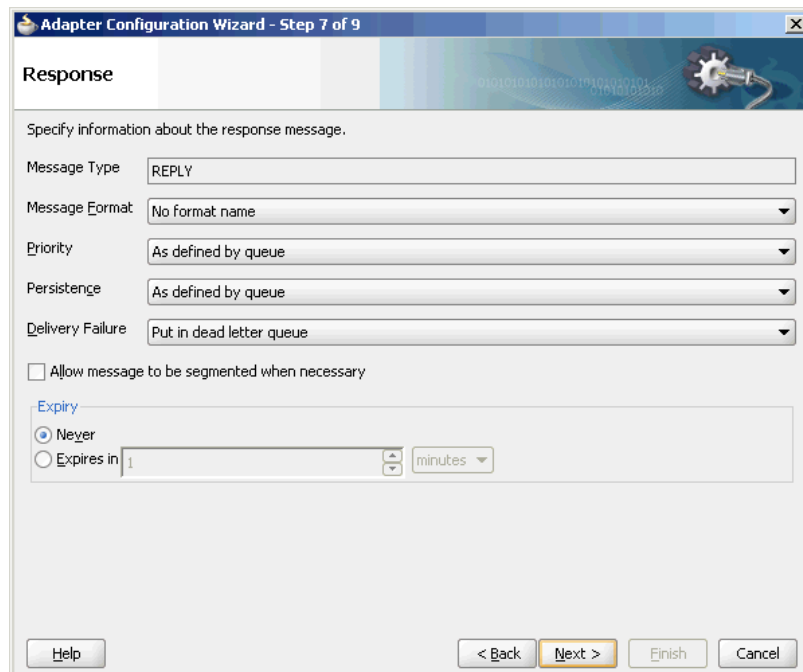 Adapter Configuration Wizard - Step 7 of 9
Response
Specify information about the response message.
Message Type REPLY
Message Format No format name
Priority As defined by queue
Persistence As defined by queue
Delivery Failure Put in dead letter queue
Allow message to be segmented when necessary
Expiry
Never
Expires in 1 minutes
Help < Back Next > Finish Cancel